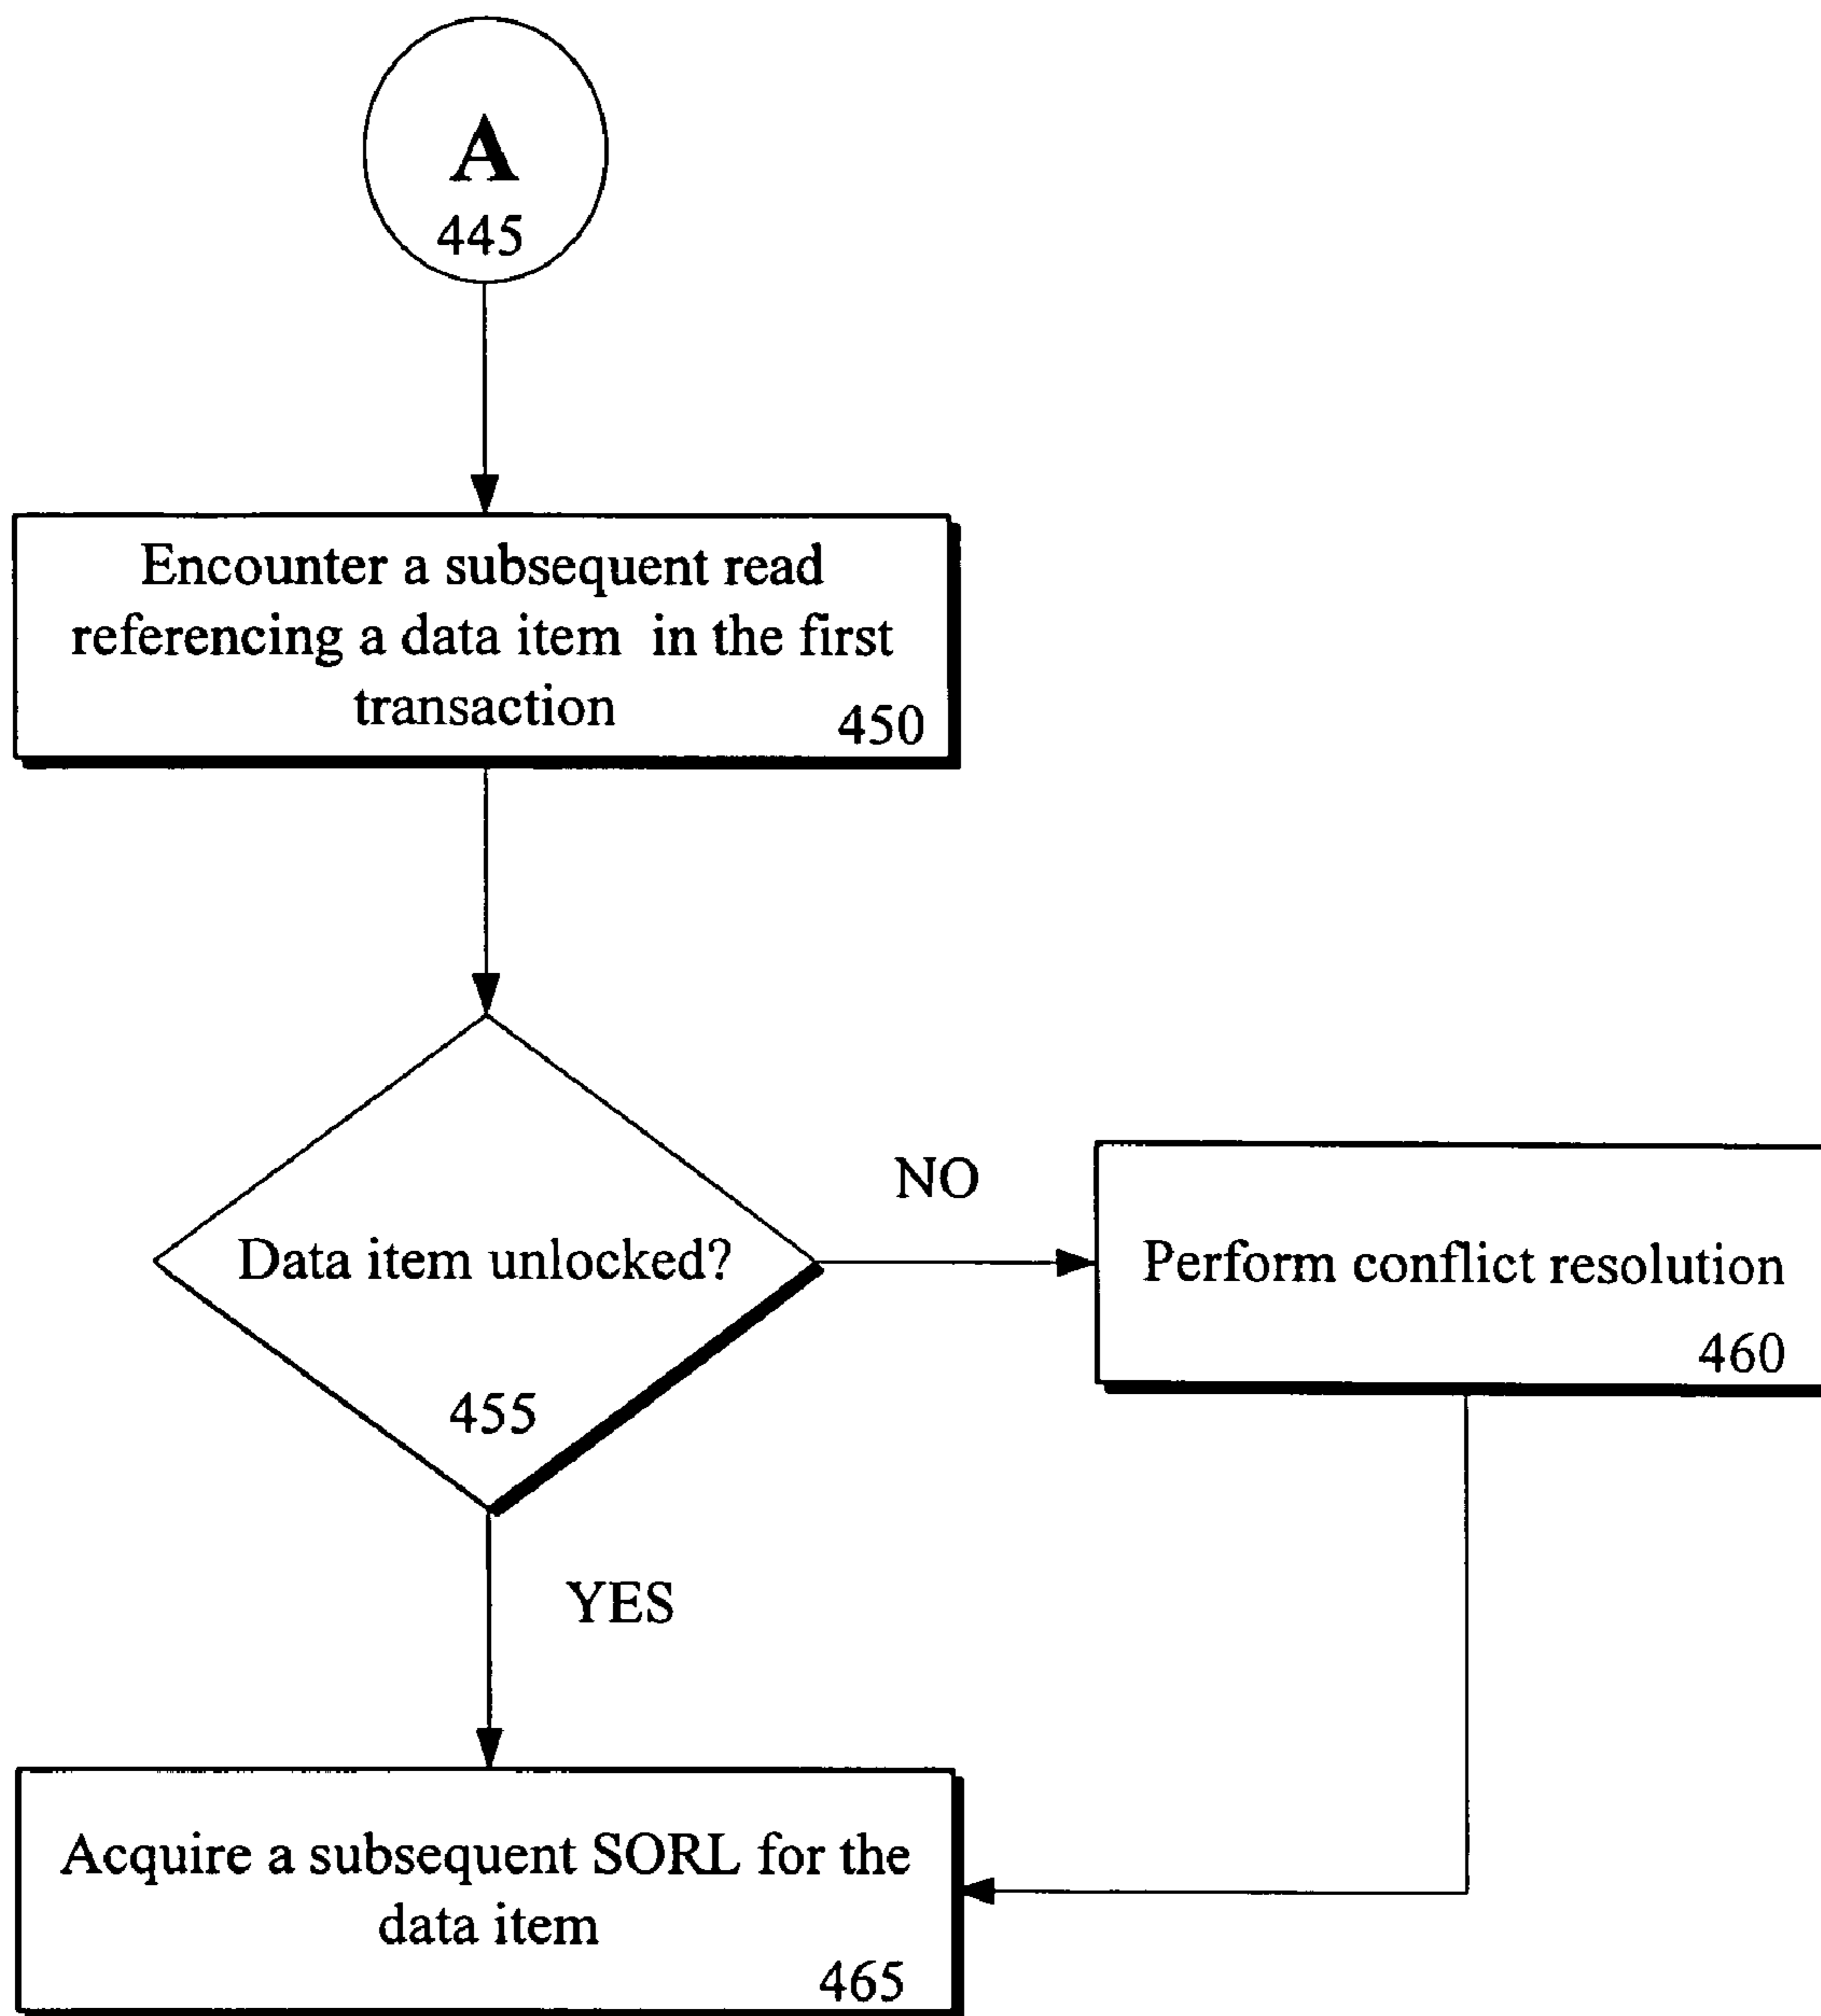 A
445
Encounter a subsequent read
referencing a data item in the first
transaction
450
Data item unlocked?
455
NO
Perform conflict resolution
460
YES
Acquire a subsequent SORL for the
data item
465